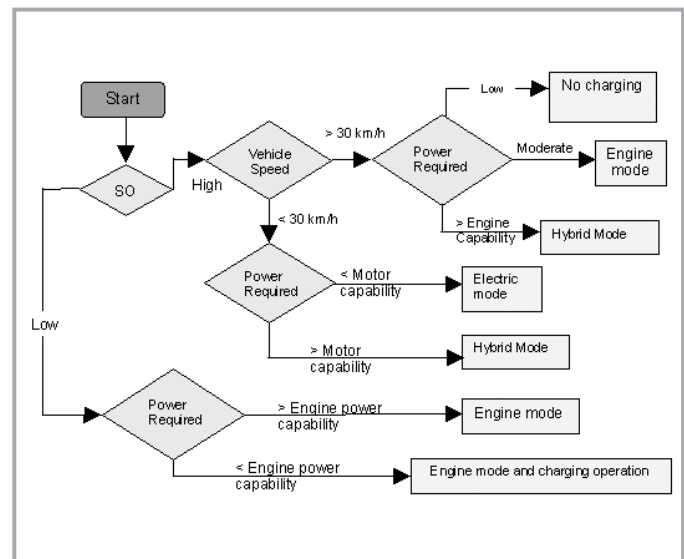 Start
SO
High
Low
Vehicle
Speed
> 30 km/h
Power
Required
Low
No charging
Moderate
Engine
mode
> Engine
Capability
Hybrid Mode
< 30 km/h
Power
Required
< Motor
capability
Electric
mode
> Motor
capability
Hybrid Mode
Power
Required
> Engine power
capability
Engine mode
< Engine power
capability
Engine mode and charging operation